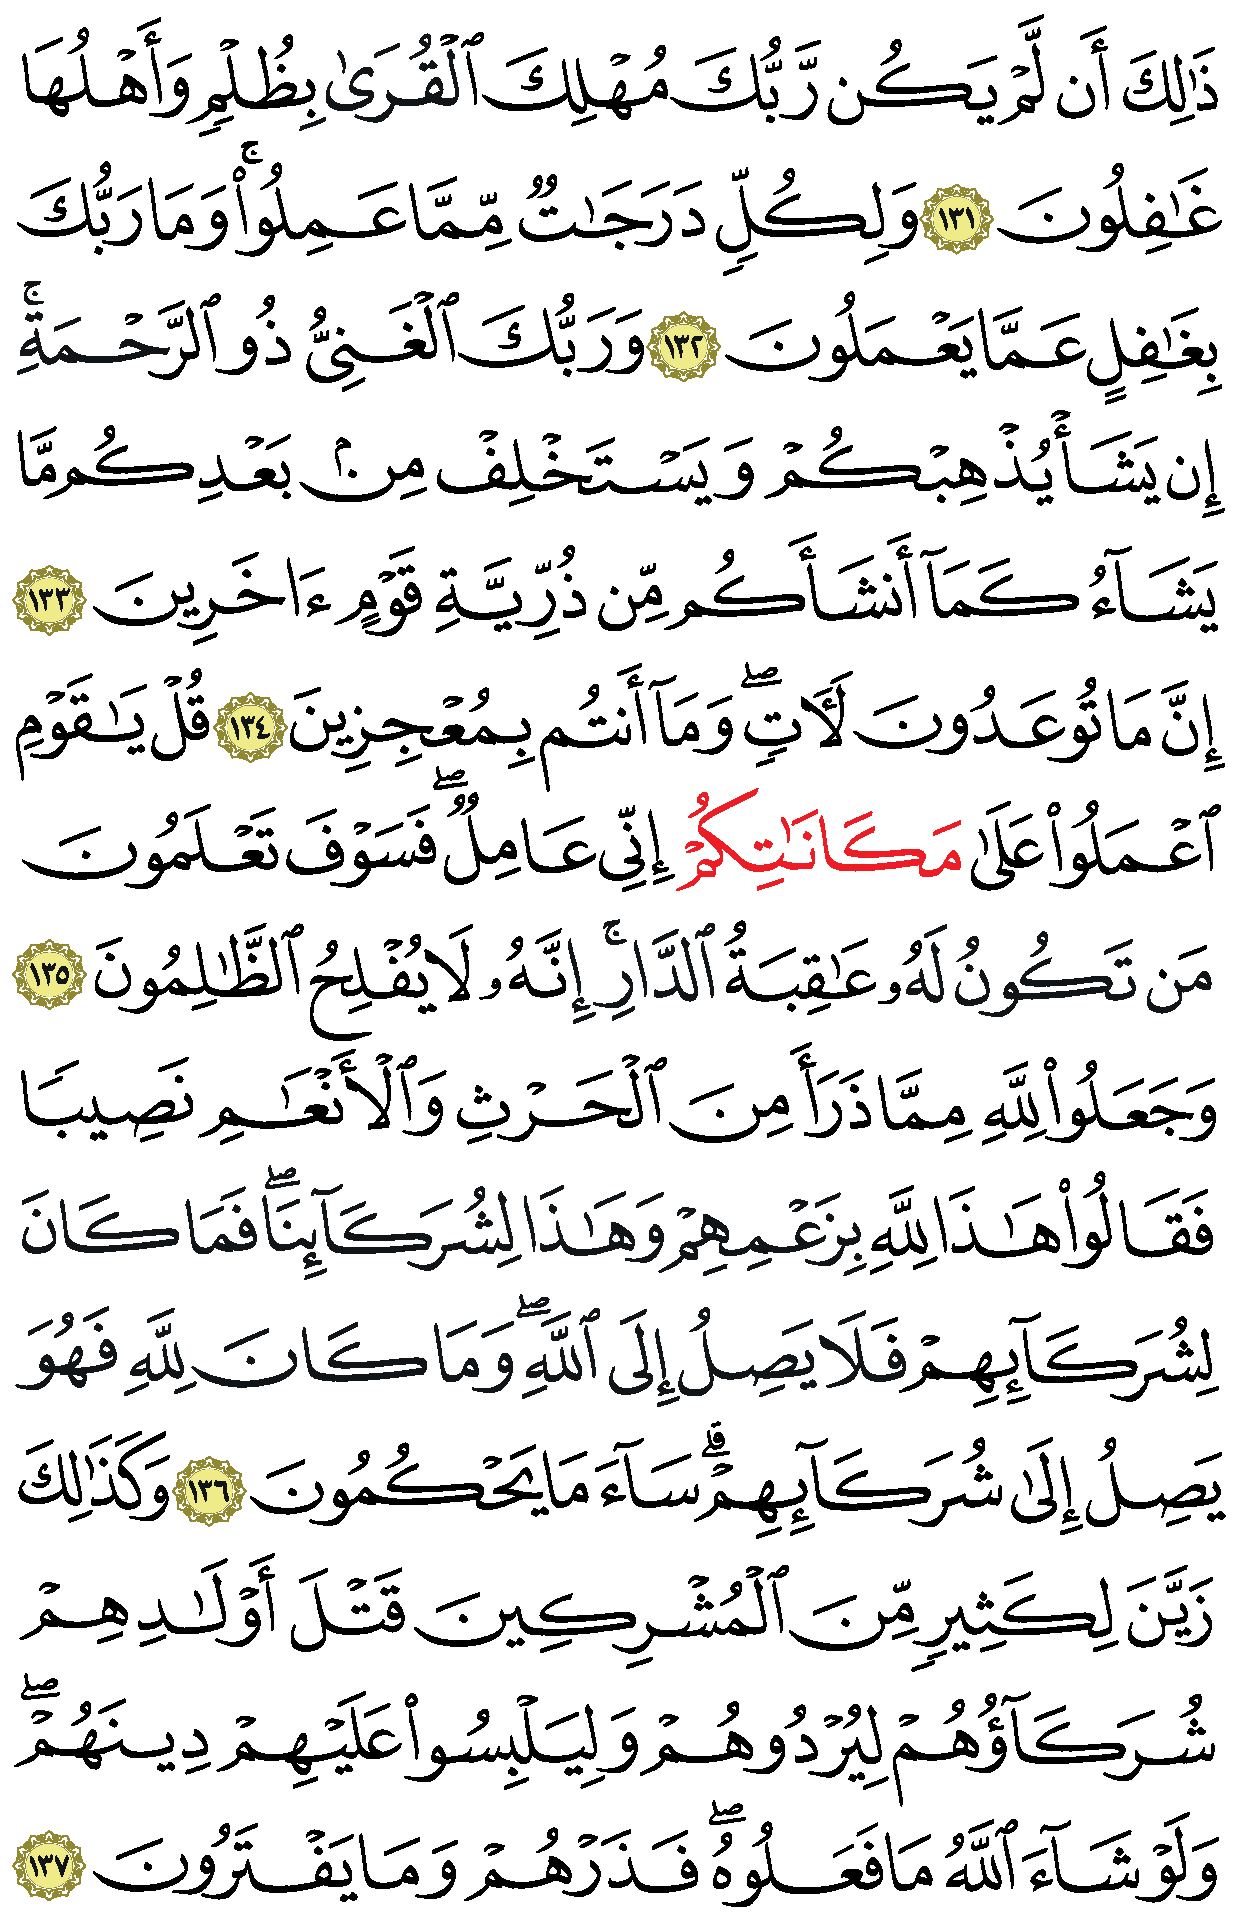 ذَٰلِكَ أَن لَّمْ يَكُن رَّبُّكَ مُهْلِكَ ٱلْقُرَىٰ بِظُلْمٍ وَأَهْلُهَا
غَٰفِلُونَ ١٣١ وَلِكُلٍّ دَرَجَٰتٌ مِّمَّا عَمِلُوا۟ ۚ وَمَا رَبُّكَ
بِغَٰفِلٍ عَمَّا يَعْمَلُونَ ١٣٢ وَرَبُّكَ ٱلْغَنِىُّ ذُو ٱلرَّحْمَةِ ۚ
إِن يَشَأْ يُذْهِبْكُمْ وَيَسْتَخْلِفْ مِنۢ بَعْدِكُم مَّا
يَشَآءُ كَمَآ أَنشَأَكُم مِّن ذُرِّيَّةِ قَوْمٍ ءَاخَرِينَ ١٣٣
إِنَّ مَا تُوعَدُونَ لَـَٔاتٍ ۖ وَمَآ أَنتُم بِمُعْجِزِينَ ١٣٤ قُلْ يَٰقَوْمِ
ٱعْمَلُوا۟ عَلَىٰ مَكَانَٰتِكُمْ إِنِّى عَامِلٌ ۖ فَسَوْفَ تَعْلَمُونَ
مَن تَكُونُ لَهُۥ عَٰقِبَةُ ٱلدَّارِ ۚ إِنَّهُۥ لَا يُفْلِحُ ٱلظَّٰلِمُونَ ١٣٥
وَجَعَلُوا۟ لِلَّهِ مِمَّا ذَرَأَ مِنَ ٱلْحَرْثِ وَٱلْأَنْعَٰمِ نَصِيبًا
فَقَالُوا۟ هَٰذَا لِلَّهِ بِزَعْمِهِمْ وَهَٰذَا لِشُرَكَآئِنَا ۖ فَمَا كَانَ
لِشُرَكَآئِهِمْ فَلَا يَصِلُ إِلَى ٱللَّهِ ۖ وَمَا كَانَ لِلَّهِ فَهُوَ
يَصِلُ إِلَىٰ شُرَكَآئِهِمْ ۗ سَآءَ مَا يَحْكُمُونَ ١٣٦ وَكَذَٰلِكَ
زَيَّنَ لِكَثِيرٍ مِّنَ ٱلْمُشْرِكِينَ قَتْلَ أَوْلَٰدِهِمْ
شُرَكَآؤُهُمْ لِيُرْدُوهُمْ وَلِيَلْبِسُوا۟ عَلَيْهِمْ دِينَهُمْ ۖ
وَلَوْ شَآءَ ٱللَّهُ مَا فَعَلُوهُ ۖ فَذَرْهُمْ وَمَا يَفْتَرُونَ ١٣٧